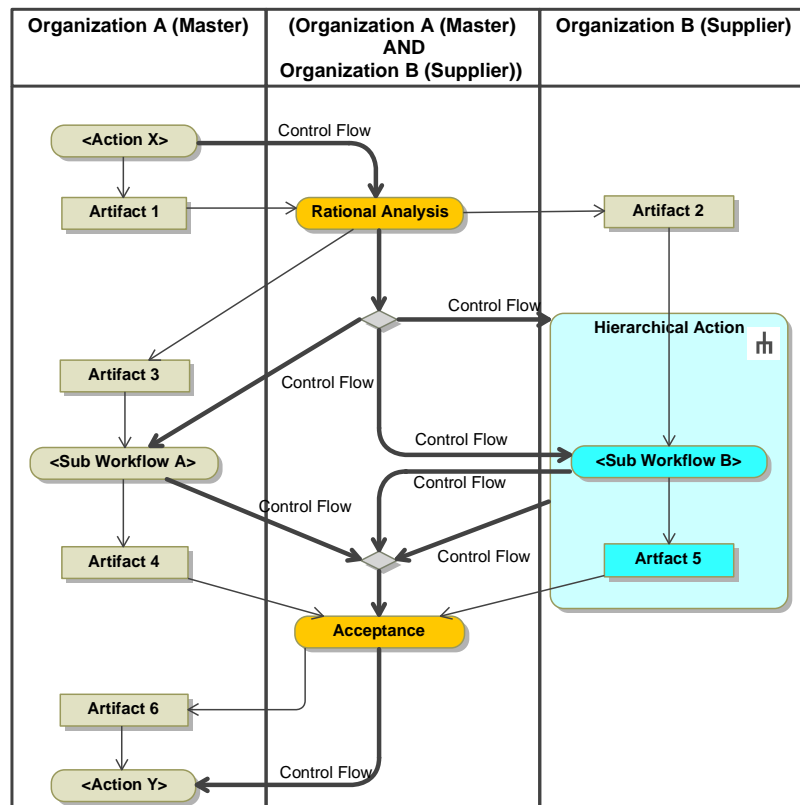 Organization A (Master)
(Organization A (Master)
AND
Organization B (Supplier))
Organization B (Supplier)
Control Flow
<Action X>
Artifact 1
Rational Analysis
Artifact 2
Control Flow
Hierarchical Action
Artifact 3
Control Flow
Control Flow
<Sub Workflow A>
<Sub Workflow B>
Control Flow
Control Flow
Control Flow
Artifact 4
Artfact 5
Acceptance
Artifact 6
Control Flow
<Action Y>